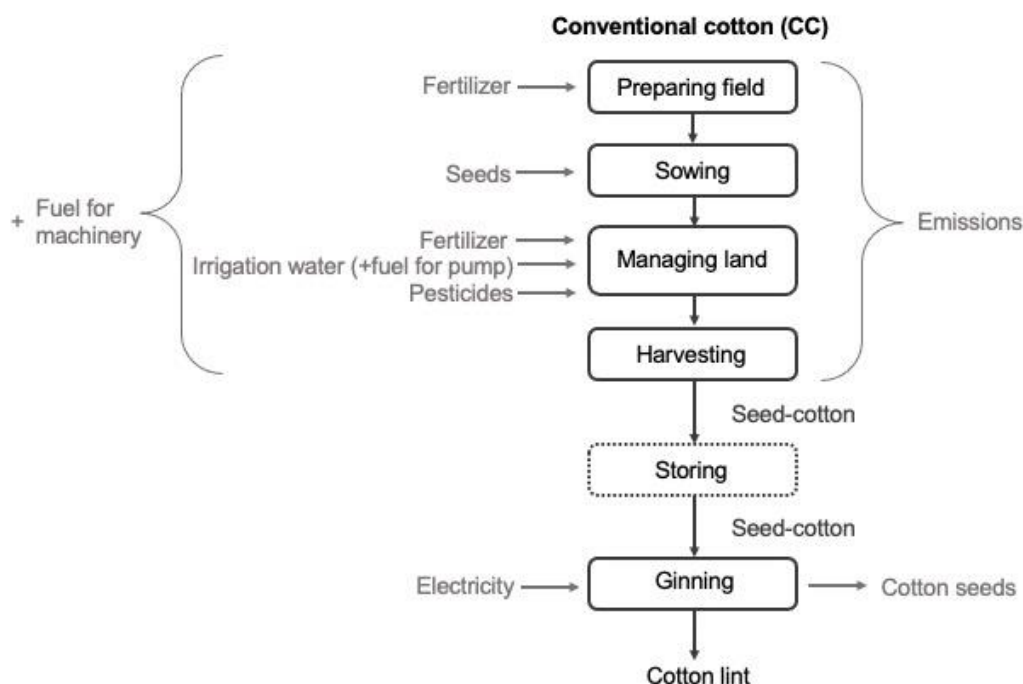 Conventional cotton (CC)
Fertilizer
Preparing field
Seeds
Sowing
+ Fuel for
machinery
Emissions
Fertilizer
Irrigation water (+fuel for pump)
Pesticides
Managing land
Harvesting
Seed-cotton
Storing
Seed-cotton
Electricity
Ginning
Cotton seeds
Cotton lint